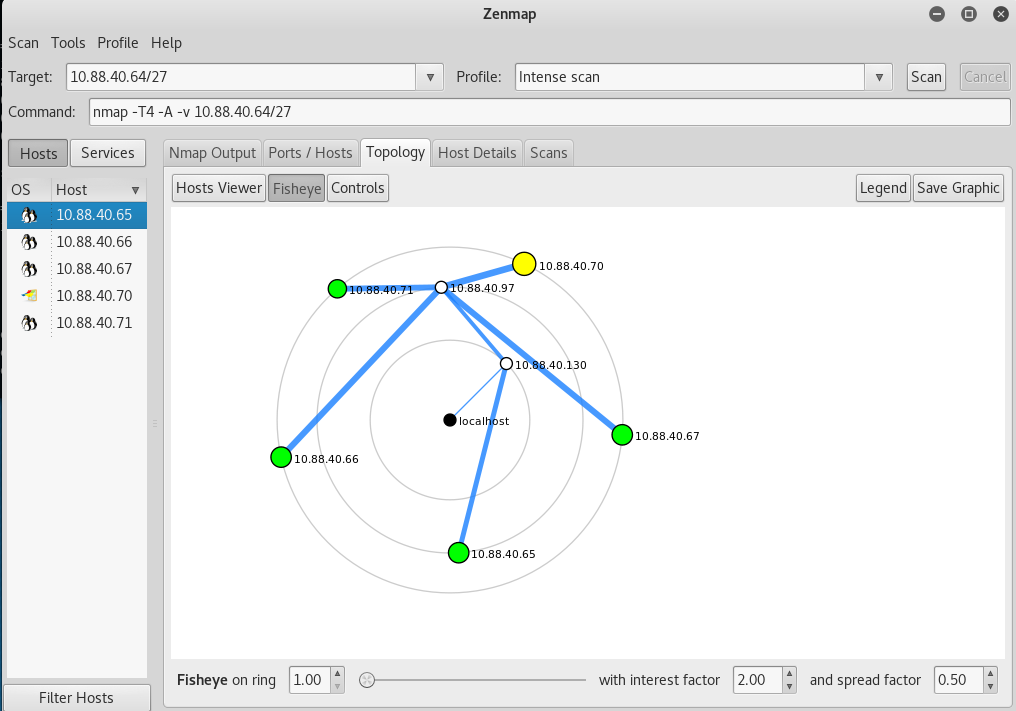 Zenmap
Scan Tools Profile Help
Target: 10.88.40.64/27 Profile: Intense scan Scan Cancel
Command: nmap -T4 -A -v 10.88.40.64/27
Hosts Services Nmap Output Ports / Hosts Topology Host Details Scans
OS Host Hosts Viewer Fisheye Controls Legend Save Graphic
10.88.40.65
10.88.40.66
10.88.40.67
10.88.40.70
10.88.40.71
10.88.40.70
10.88.40.71
10.88.40.97
10.88.40.130
localhost
10.88.40.67
10.88.40.66
10.88.40.65
Fisheye on ring 1.00 with interest factor 2.00 and spread factor 0.50
Filter Hosts